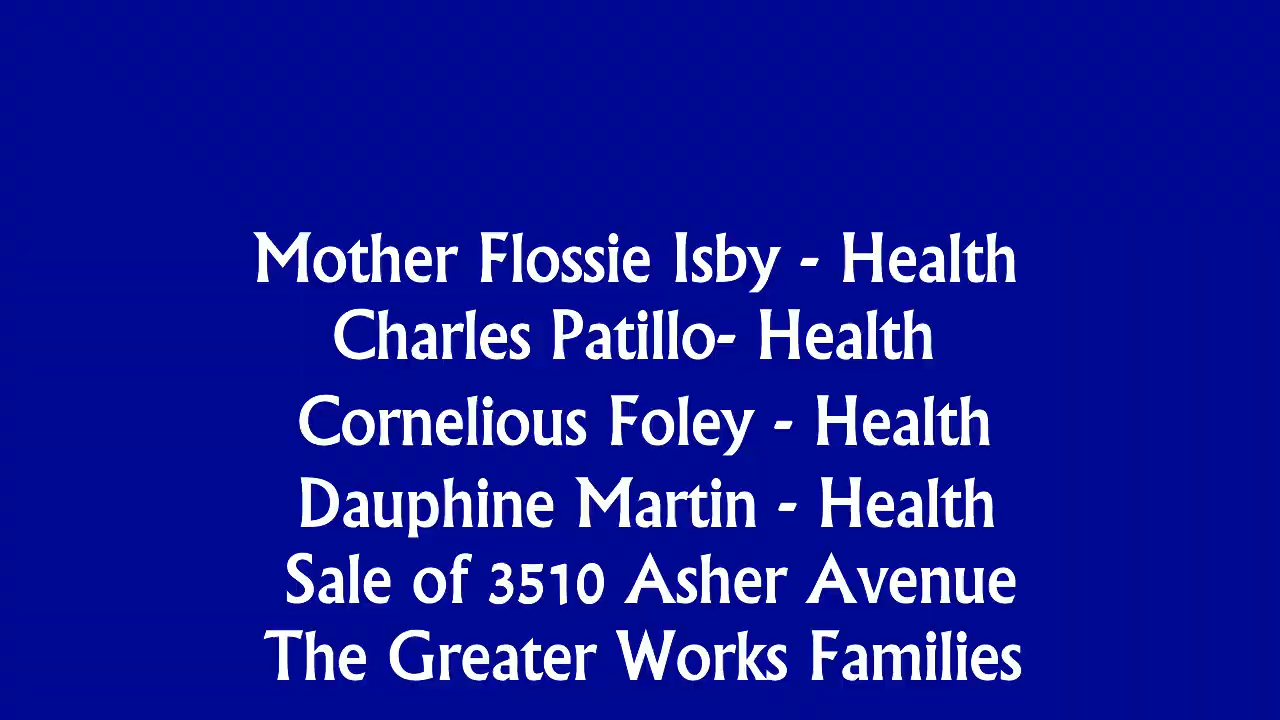 Mother Flossie Isby - Health
Charles Patillo- Health
Cornelious Foley - Health
Dauphine Martin - Health
Sale of 3510 Asher Avenue
The Greater Works Families